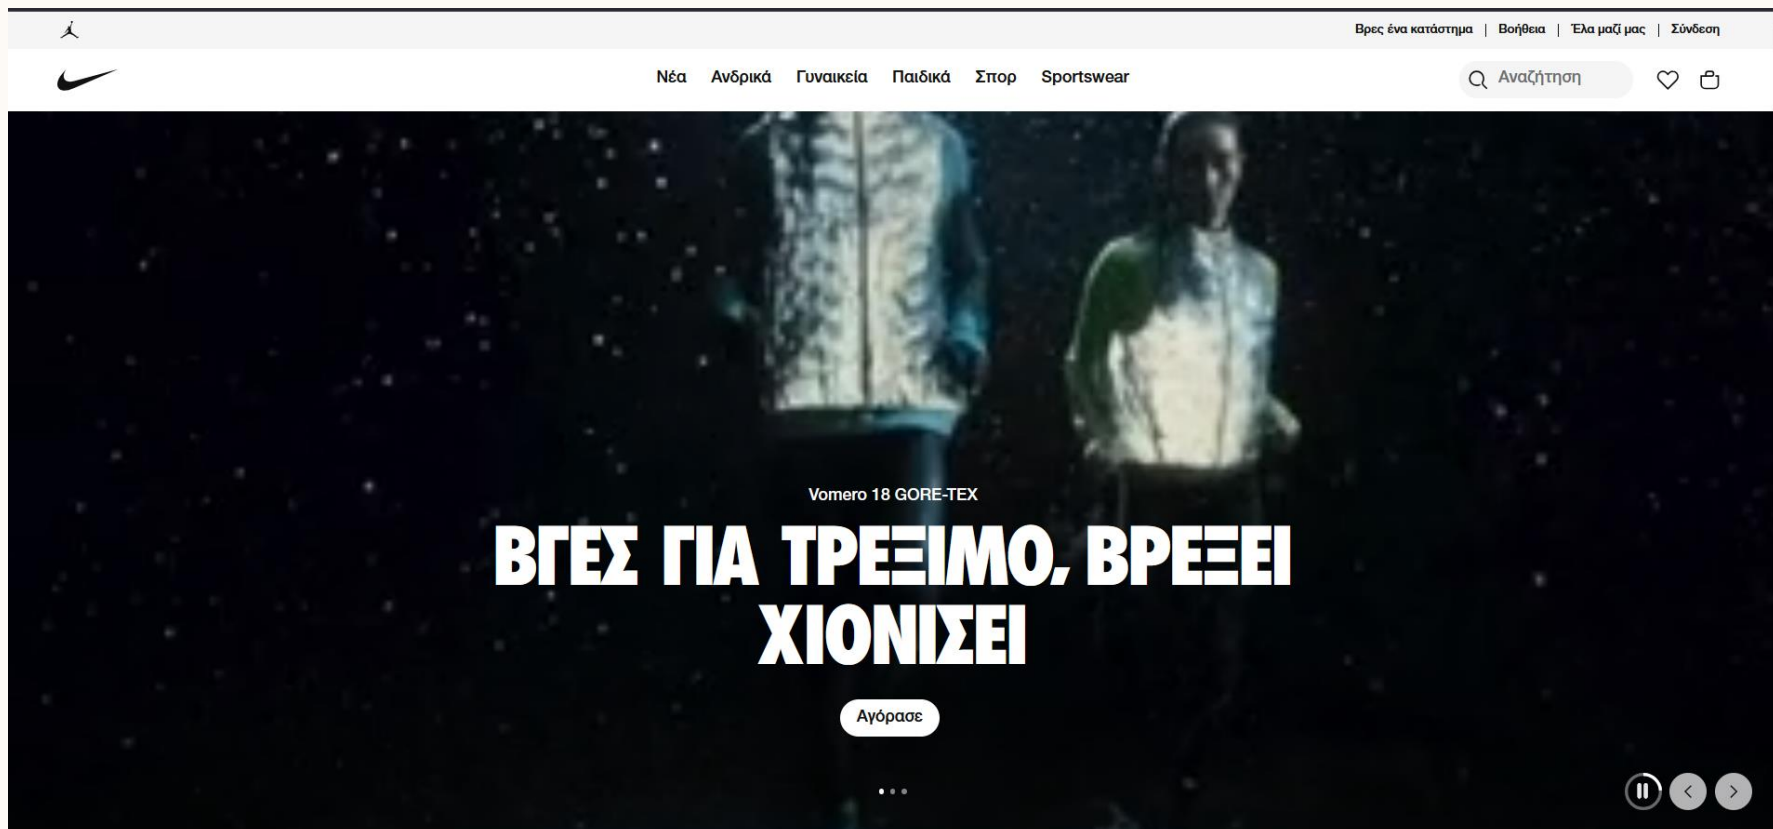 Βρες ένα κατάστημα | Βοήθεια | Έλα μαζί μας | Σύνδεση
Νέα Ανδρικά Γυναικεία Παιδικά Σπορ Sportswear
Αναζήτηση
Vomero 18 GORE-TEX
ΒΓΕΣ ΓΙΑ ΤΡΕΞΙΜΟ, ΒΡΕΞΕΙ
ΧΙΟΝΙΣΕΙ
Αγόρασε